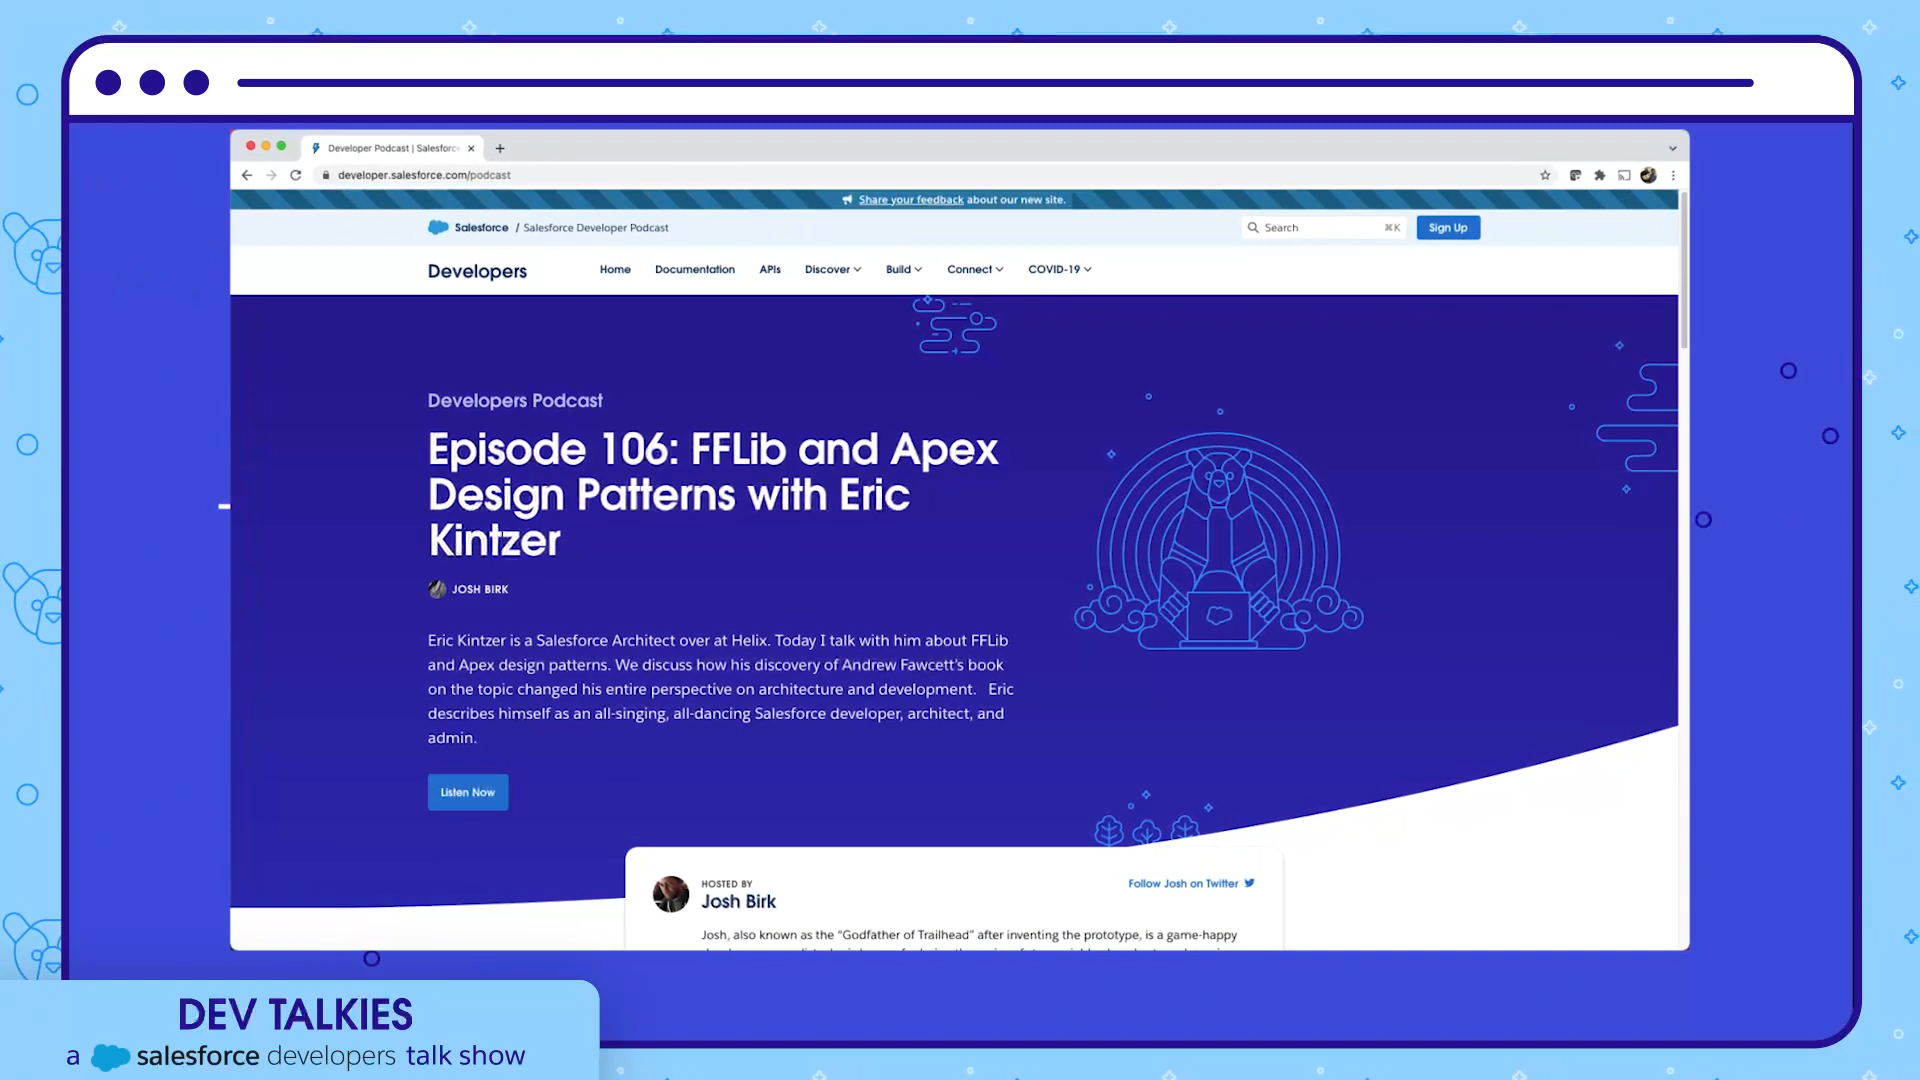 Developer Podcast | Salesforc
developer.salesforce.com/podcast
Share your feedback about our new site.
Salesforce / Salesforce Developer Podcast
Search ⌘K
Sign Up
Developers
Home Documentation APIs Discover Build Connect COVID-19
Developers Podcast
Episode 106: FFLib and Apex
Design Patterns with Eric
Kintzer
JOSH BIRK
Eric Kintzer is a Salesforce Architect over at Helix. Today I talk with him about FFLib
and Apex design patterns. We discuss how his discovery of Andrew Fawcett's book
on the topic changed his entire perspective on architecture and development. Eric
describes himself as an all-singing, all-dancing Salesforce developer, architect, and
admin.
Listen Now
HOSTED BY
Josh Birk
Follow Josh on Twitter
Josh, also known as the “Godfather of Trailhead” after inventing the prototype, is a game-happy
DEV TALKIES
a salesforce developers talk show